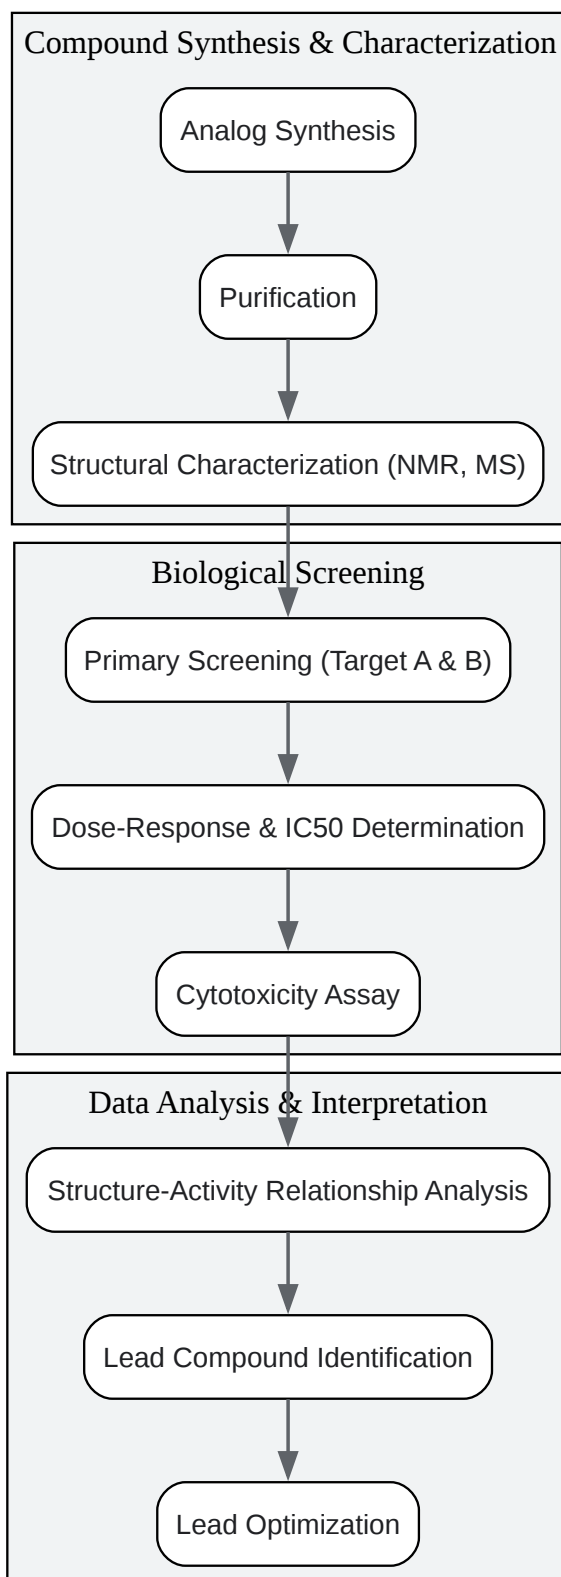 Compound Synthesis & Characterization
Analog Synthesis
Purification
Structural Characterization (NMR, MS)
Biological Screening
Primary Screening (Target A & B)
Dose-Response & IC50 Determination
Cytotoxicity Assay
Data Analysis & Interpretation
Structure-Activity Relationship Analysis
Lead Compound Identification
Lead Optimization